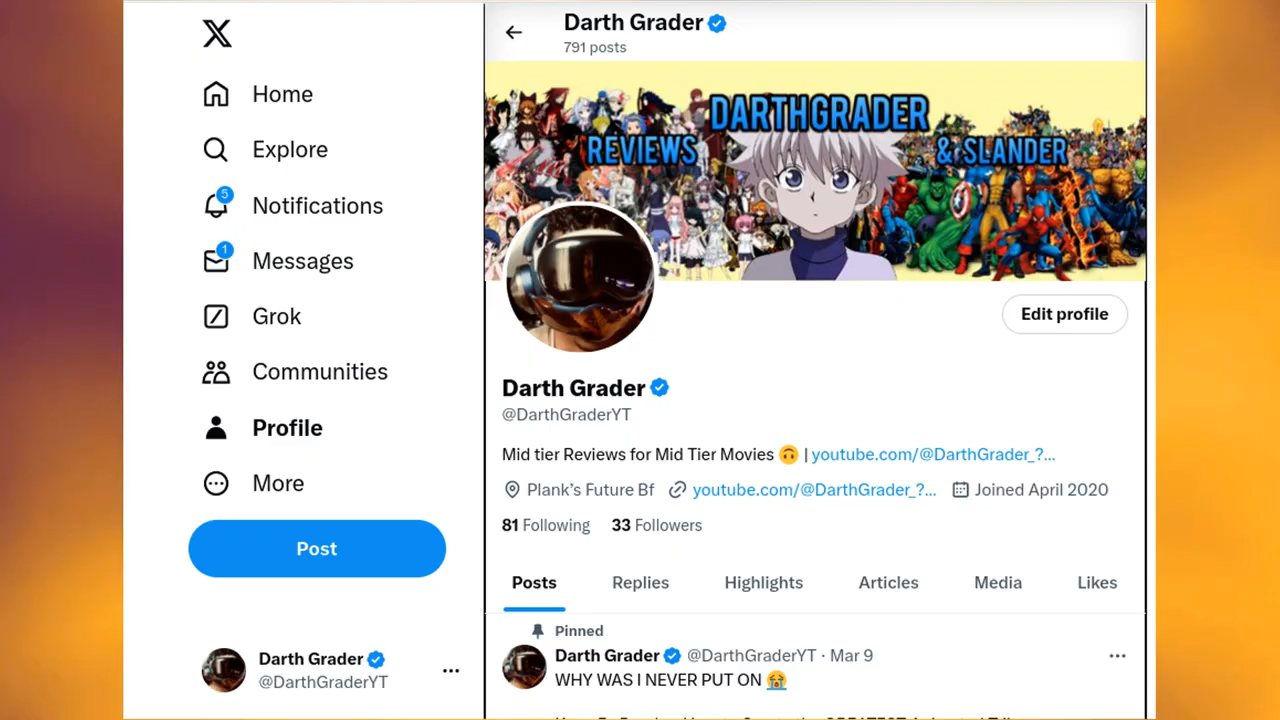 X
Home
Explore
5
Notifications
1
Messages
Grok
Communities
Profile
More
Post
Darth Grader
@DarthGraderYT
Darth Grader
791 posts
DARTHGRADER
REVIEWS & SLANDER
Edit profile
Darth Grader
@DarthGraderYT
Mid tier Reviews for Mid Tier Movies 🙃 | youtube.com/@DarthGrader_?…
Plank’s Future Bf youtube.com/@DarthGrader_?… Joined April 2020
81 Following 33 Followers
Posts Replies Highlights Articles Media Likes
Pinned
Darth Grader @DarthGraderYT · Mar 9
WHY WAS I NEVER PUT ON 😭